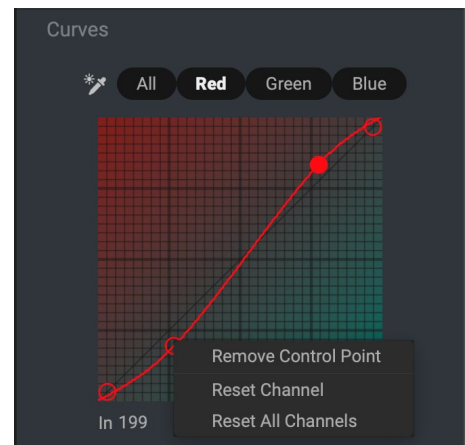 Curves
All Red Green Blue
Remove Control Point
Reset Channel
In 199
Reset All Channels